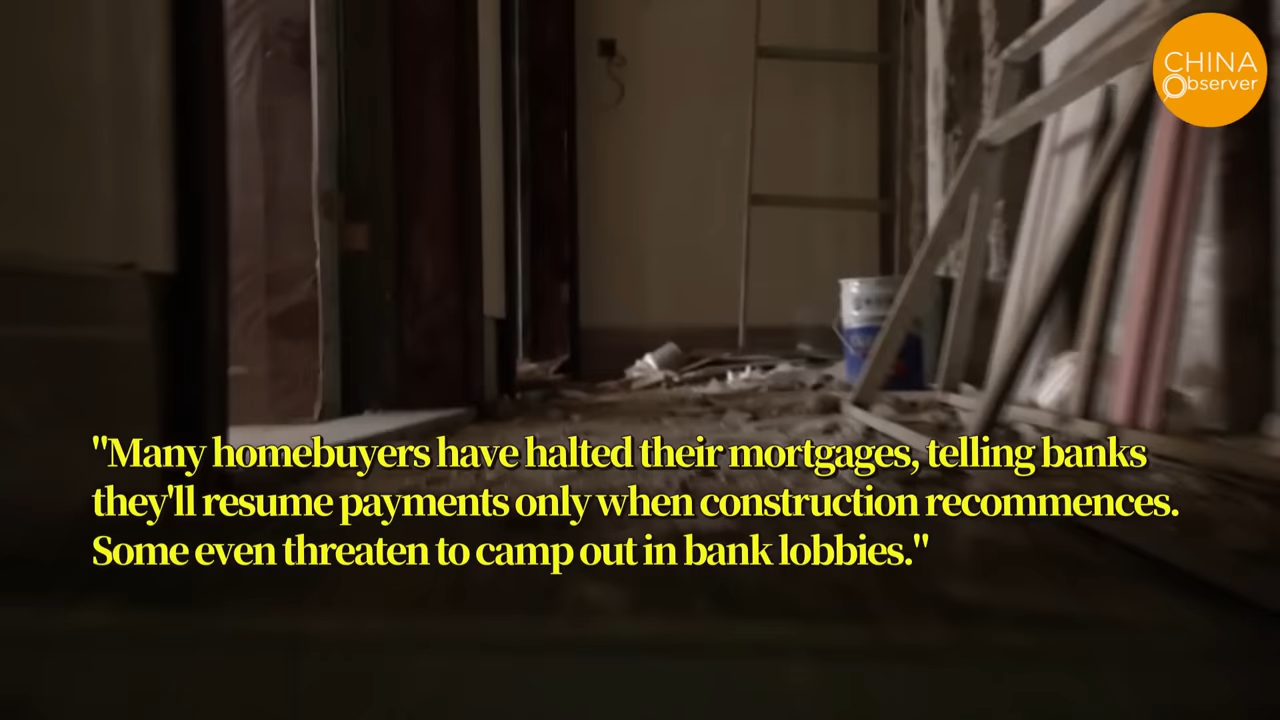 CHINA
Observer
"Many homebuyers have halted their mortgages, telling banks
they'll resume payments only when construction recommences.
Some even threaten to camp out in bank lobbies."